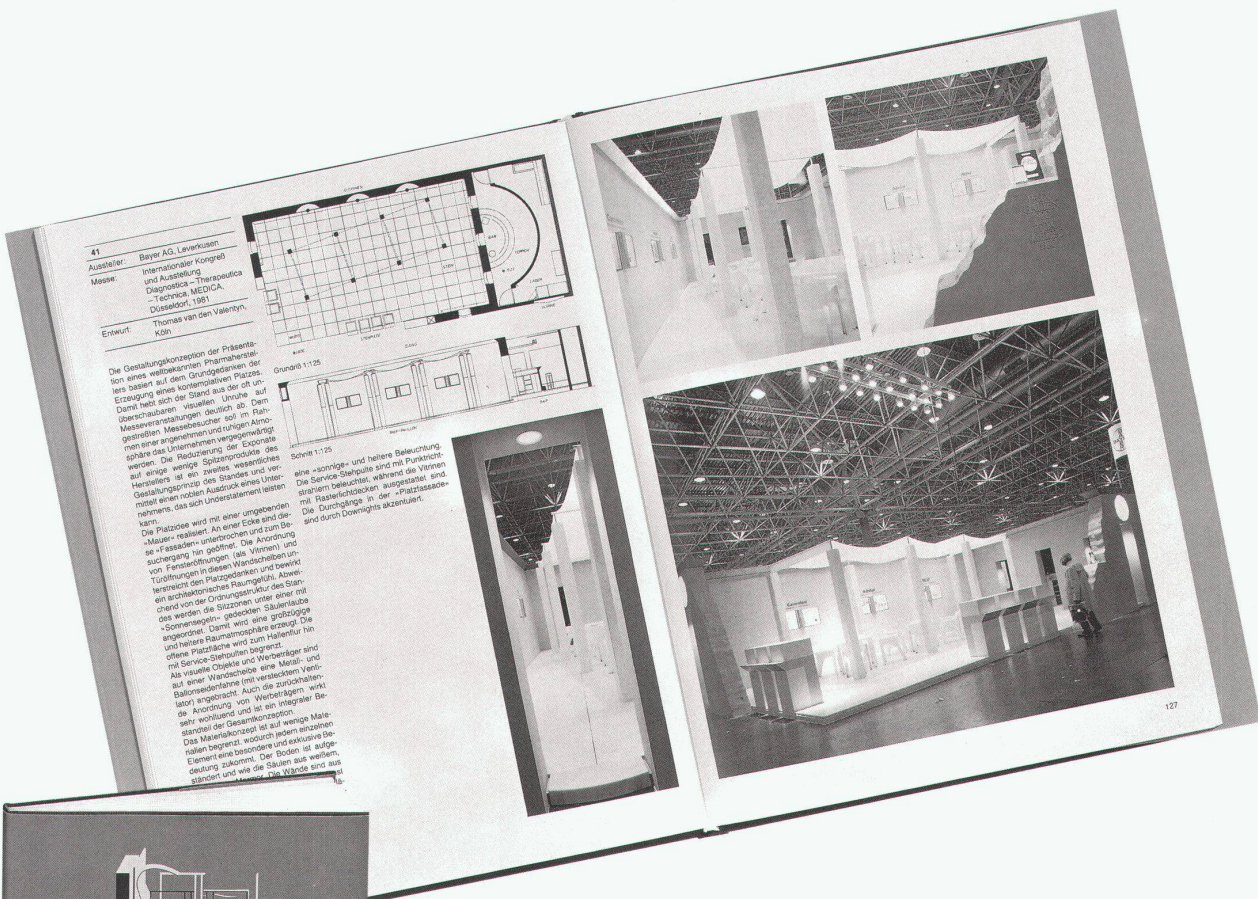 41
Aussteller: Bayer AG, Leverkusen
Messe: Internationaler Kongreß
und Ausstellung
Diagnostica – Therapeutica
– Technica, MEDICA,
Düsseldorf, 1981
Entwurf: Thomas van den Valentyn,
Köln
Die Gestaltungskonzeption der Präsenta-
tion eines weltbekannten Pharmaherstel-
lers basiert auf dem Grundgedanken der
Erzeugung eines kontemplativen Platzes.
Damit hebt sich der Stand aus der oft un-
überschaubaren visuellen Unruhe auf
Messeveranstaltungen deutlich ab. Dem
gestreßten Messebesucher soll im Rah-
men einer angenehmen und ruhigen Atmo-
sphäre das Unternehmen vergegenwärtigt
werden. Die Reduzierung der Exponate
auf einige wenige Spitzenprodukte des
Herstellers ist ein zweites wesentliches
Gestaltungsprinzip des Standes und ver-
mittelt einen noblen Ausdruck eines Unter-
nehmens, das sich Understatement leisten
kann.
Die Platzidee wird mit einer umgebenden
»Mauer« realisiert. An einer Ecke sind die-
se »Fassaden« unterbrochen und zum Be-
suchergang hin geöffnet. Die Anordnung
von Fensteröffnungen (als Vitrinen) und
Türöffnungen in diesen Wandscheiben un-
terstreicht den Platzgedanken und bewirkt
ein architektonisches Raumgefühl. Abwei-
chend von der Ordnungsstruktur des Stan-
des werden die Sitzzonen unter einer mit
»Sonnensegeln« gedeckten Säulenlaube
angeordnet. Damit wird eine großzügige
und heitere Raumatmosphäre erzeugt. Die
offene Platzfläche wird zum Hallenflur hin
mit Service-Stehpulten begrenzt.
Als visuelle Objekte und Werbeträger sind
auf einer Wandscheibe eine Metall- und
Ballonseidenfahne (mit verstecktem Venti-
lator) angebracht. Auch die zurückhalten-
de Anordnung von Werbeträgern wirkt
sehr wohltuend und ist ein integraler Be-
standteil der Gesamtkonzeption.
Das Materialkonzept ist auf wenige Mate-
rialien begrenzt, wodurch jedem einzelnen
Element eine besondere und exklusive Be-
deutung zukommt. Der Boden ist aufge-
ständert und wie die Säulen aus weißem,
Marmor. Die Wände sind aus
Grundriß 1:125
Schnitt 1:125
eine »sonnige« und heitere Beleuchtung.
Die Service-Stehpulte sind mit Punktricht-
strahlern beleuchtet, während die Vitrinen
mit Rasterlichtdecken ausgestattet sind.
Die Durchgänge in der »Platzfassade«
sind durch Downlights akzentuiert.
127